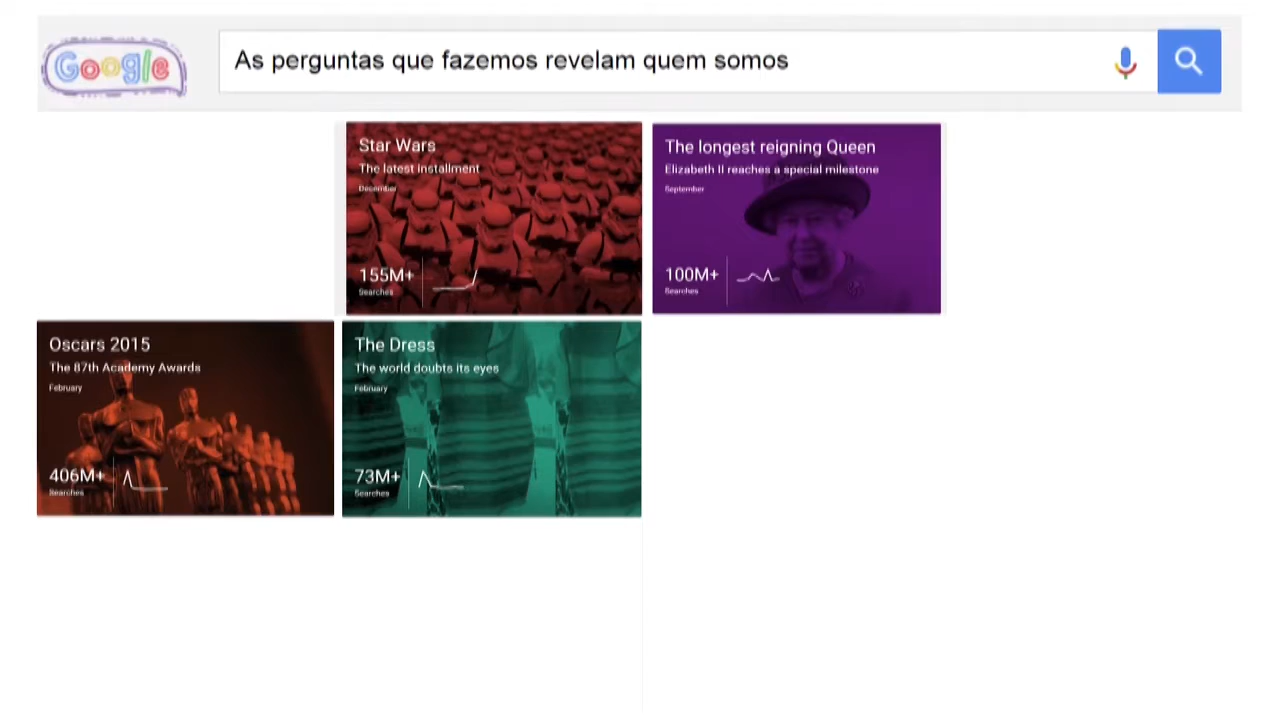 Google
As perguntas que fazemos revelam quem somos
Star Wars
The latest installment
December
155M+
Searches
The longest reigning Queen
Elizabeth II reaches a special milestone
September
100M+
Searches
Oscars 2015
The 87th Academy Awards
February
406M+
Searches
The Dress
The world doubts its eyes
February
73M+
Searches